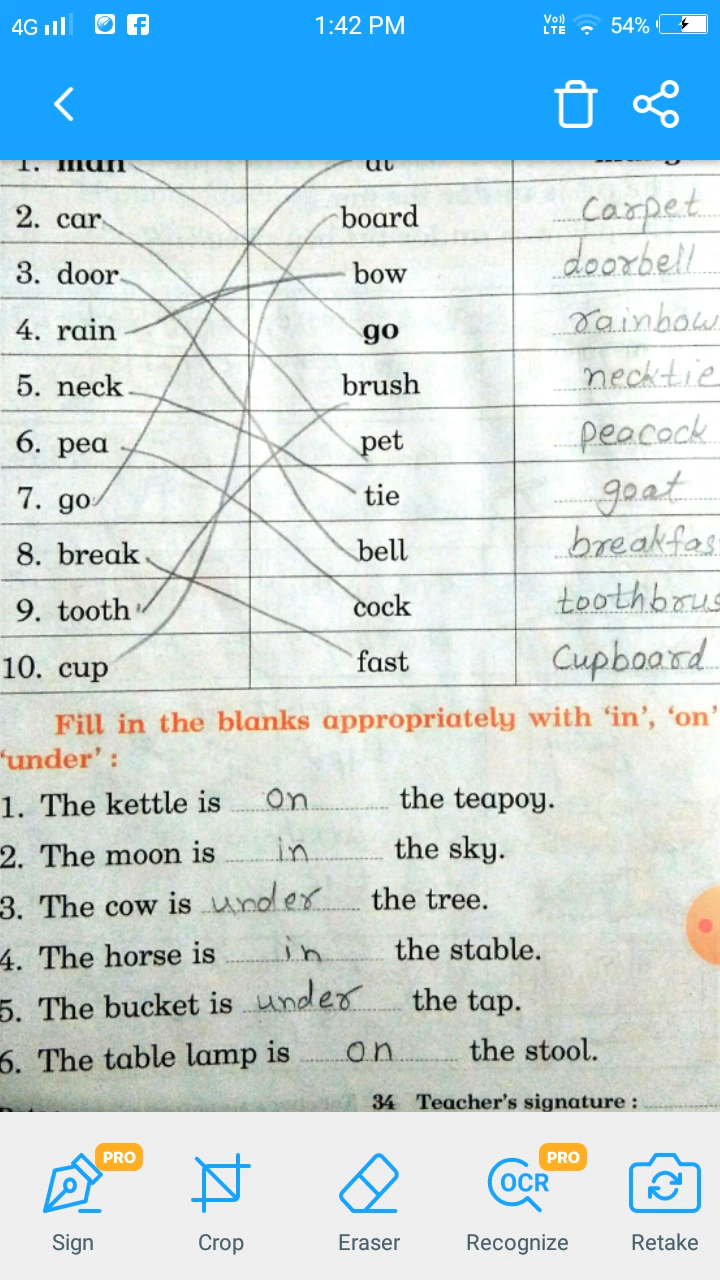 4G 1:42 PM Vo)) LTE 54%
1. man at
2. car board Carpet
3. door bow doorbell
4. rain go rainbow
5. neck brush necktie
6. pea pet Peacock
7. go tie goat
8. break bell breakfas
9. tooth cock toothbrus
10. cup fast Cupboard
Fill in the blanks appropriately with ‘in’, ‘on’
‘under’ :
1. The kettle is on the teapoy.
2. The moon is in the sky.
3. The cow is under the tree.
4. The horse is in the stable.
5. The bucket is under the tap.
6. The table lamp is on the stool.
34 Teacher's signature :
PRO PRO
OCR
Sign Crop Eraser Recognize Retake